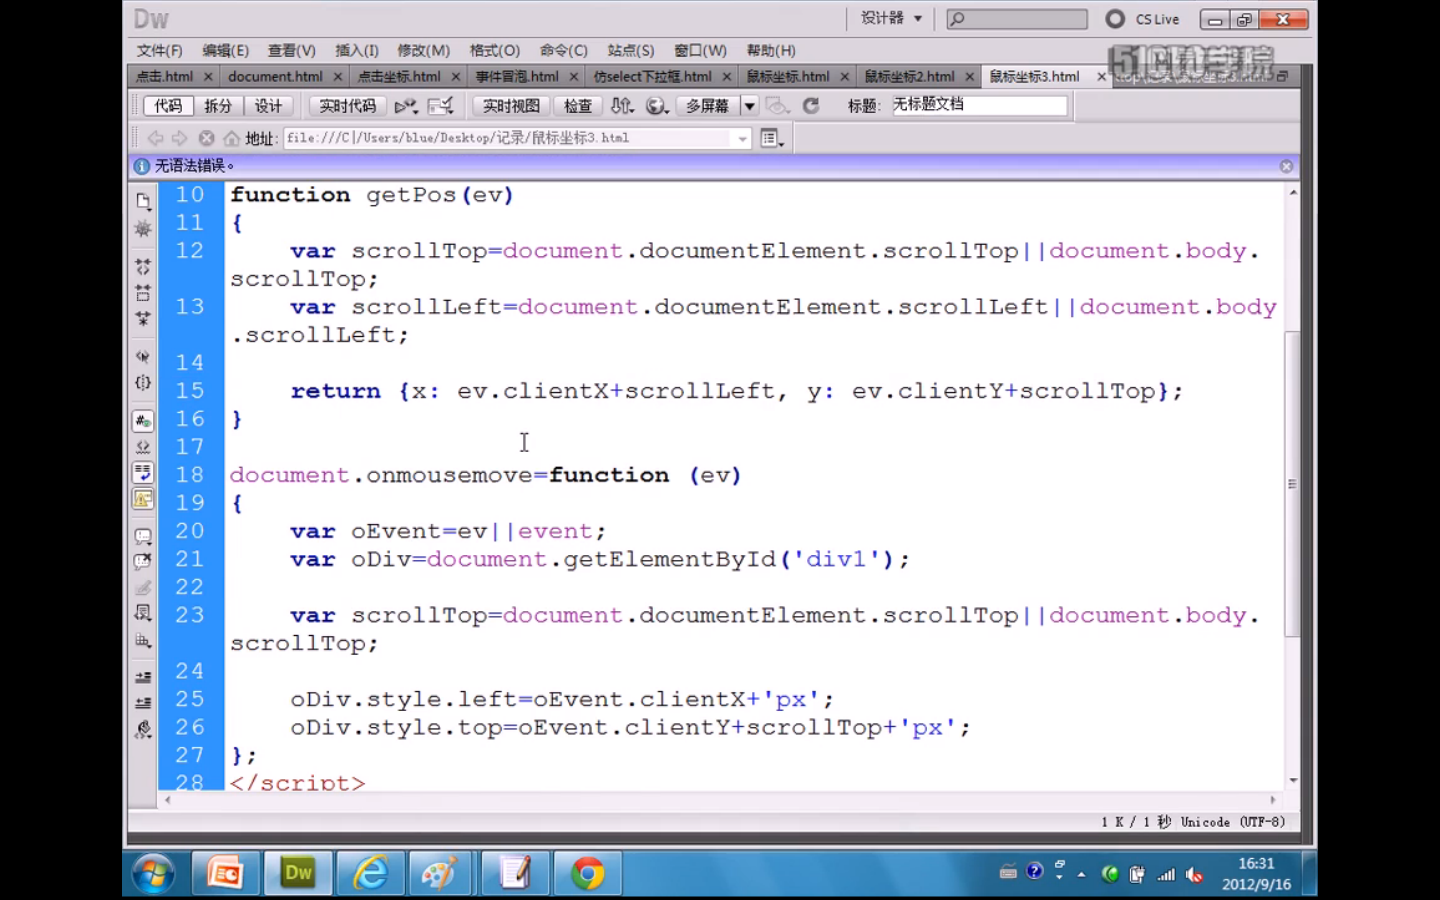 Dw
设计器
CS Live
文件(F) 编辑(E) 查看(V) 插入(I) 修改(M) 格式(O) 命令(C) 站点(S) 窗口(W) 帮助(H)
点击.html document.html 点击坐标.html 事件冒泡.html 仿select下拉框.html 鼠标坐标.html 鼠标坐标2.html 鼠标坐标3.html
代码 拆分 设计 实时代码 实时视图 检查 多屏幕 标题: 无标题文档
地址: file:///C|/Users/blue/Desktop/记录/鼠标坐标3.html
无语法错误。
10 function getPos(ev)
11 {
12 var scrollTop=document.documentElement.scrollTop||document.body.
scrollTop;
13 var scrollLeft=document.documentElement.scrollLeft||document.body
.scrollLeft;
14
15 return {x: ev.clientX+scrollLeft, y: ev.clientY+scrollTop};
16 }
17
18 document.onmousemove=function (ev)
19 {
20 var oEvent=ev||event;
21 var oDiv=document.getElementById('div1');
22
23 var scrollTop=document.documentElement.scrollTop||document.body.
scrollTop;
24
25 oDiv.style.left=oEvent.clientX+'px';
26 oDiv.style.top=oEvent.clientY+scrollTop+'px';
27 };
28 </script>
1 K / 1 秒 Unicode (UTF-8)
Dw
16:31
2012/9/16